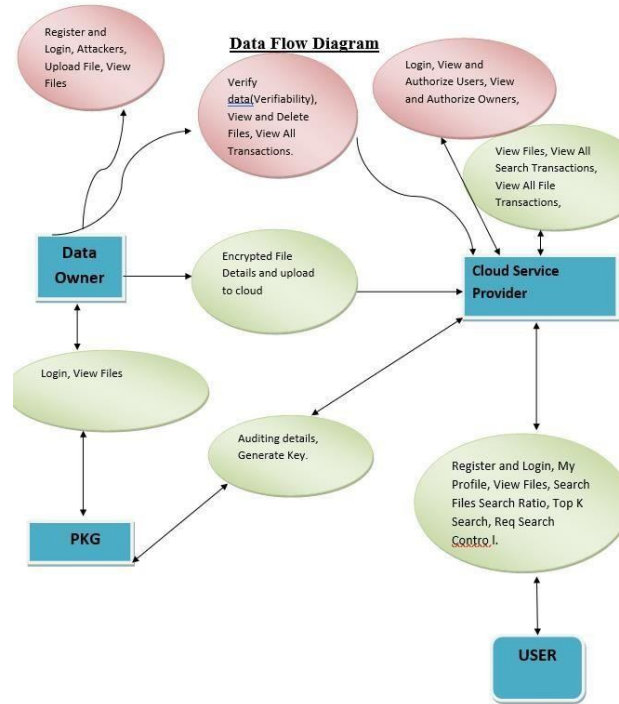 Data Flow Diagram
Register and
Login, Attackers,
Upload File, View
Files
Verify
data(Verifiability),
View and Delete
Files, View All
Transactions.
Login, View and
Authorize Users, View
and Authorize Owners,
View Files, View All
Search Transactions,
View All File
Transactions,
Data
Owner
Encrypted File
Details and upload
to cloud
Cloud Service
Provider
Login, View Files
Auditing details,
Generate Key.
Register and Login, My
Profile, View Files, Search
Files Search Ratio, Top K
Search, Req Search
Contro l.
PKG
USER